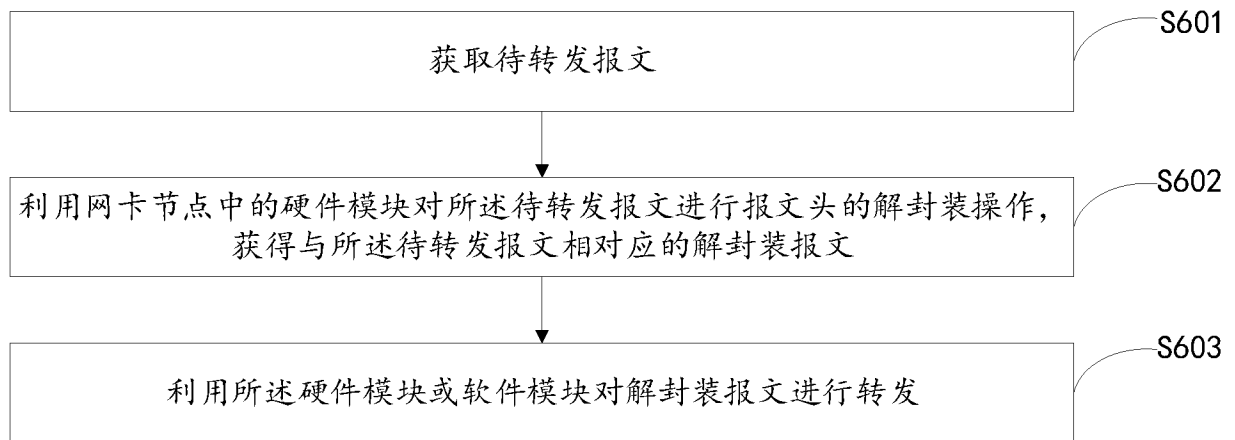 获取待转发报文
S601
利用网卡节点中的硬件模块对所述待转发报文进行报文头的解封装操作，
获得与所述待转发报文相对应的解封装报文
S602
利用所述硬件模块或软件模块对解封装报文进行转发
S603